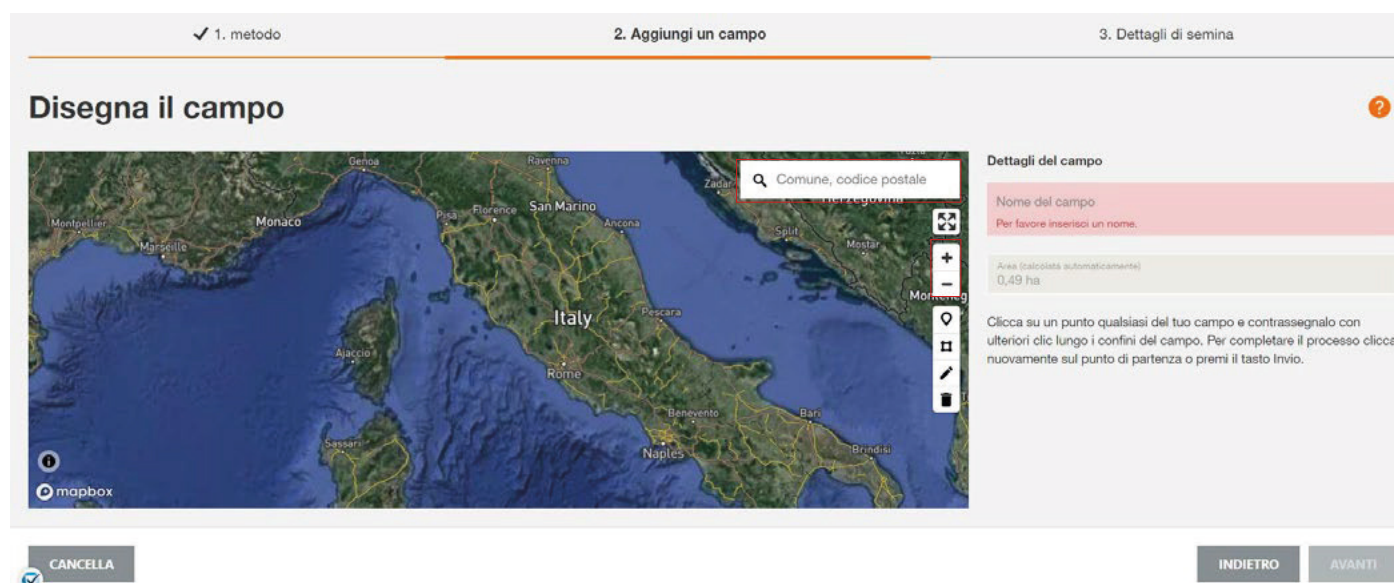 1. metodo
2. Aggiungi un campo
3. Dettagli di semina
Disegna il campo
?
Genoa
Ravenna
Zadar
Comune, codice postale
Herzegovina
Montpellier
Monaco
Pisa
Florence
San Marino
Ancona
Split
Mostar
Marseille
Italy
Pescara
Ajaccio
Rome
Benevento
Bari
Sassari
Naples
Brindisi
mapbox
Dettagli del campo
Nome del campo
Per favore inserisci un nome.
Area (calcolata automaticamente)
0,49 ha
Clicca su un punto qualsiasi del tuo campo e contrassegnalo con
ulteriori clic lungo i confini del campo. Per completare il processo clicca
nuovamente sul punto di partenza o premi il tasto Invio.
CANCELLA
INDIETRO
AVANTI